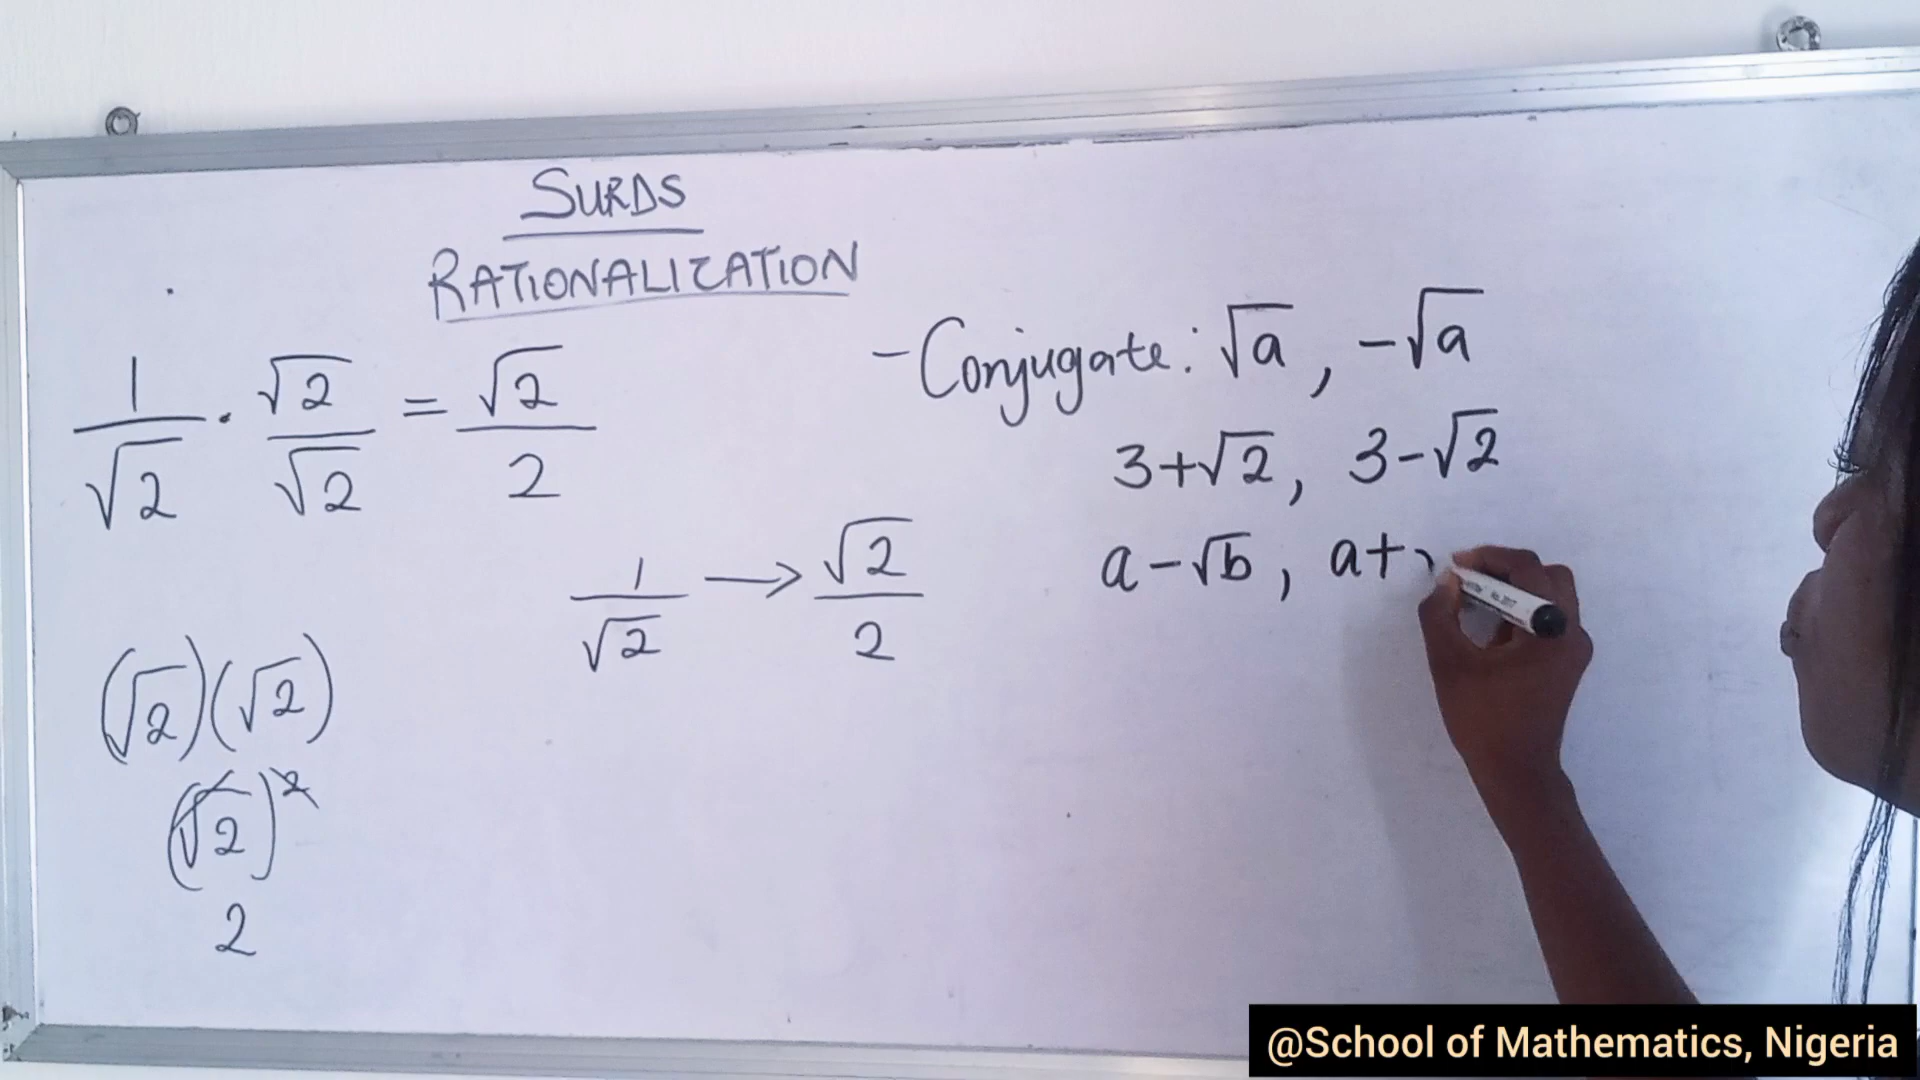 SURDS
RATIONALIZATION
1/√2 . √2/√2 = √2/2
1/√2 → √2/2
(√2)(√2)
(√2)²
2
- Conjugate: √a, -√a
3+√2, 3-√2
a-√b, a+
@School of Mathematics, Nigeria